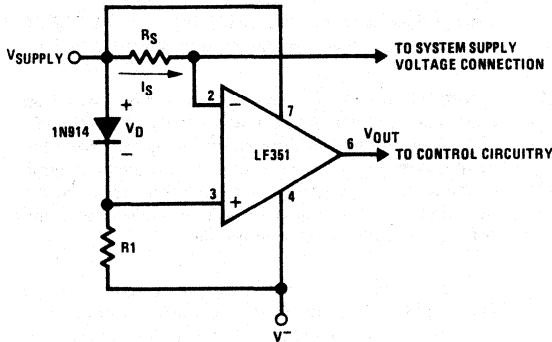 RS
VSUPPLY
TO SYSTEM SUPPLY
VOLTAGE CONNECTION
IS
2
−
7
+
1N914
VD
−
LF351
6
VOUT
TO CONTROL CIRCUITRY
3
+
4
R1
V−